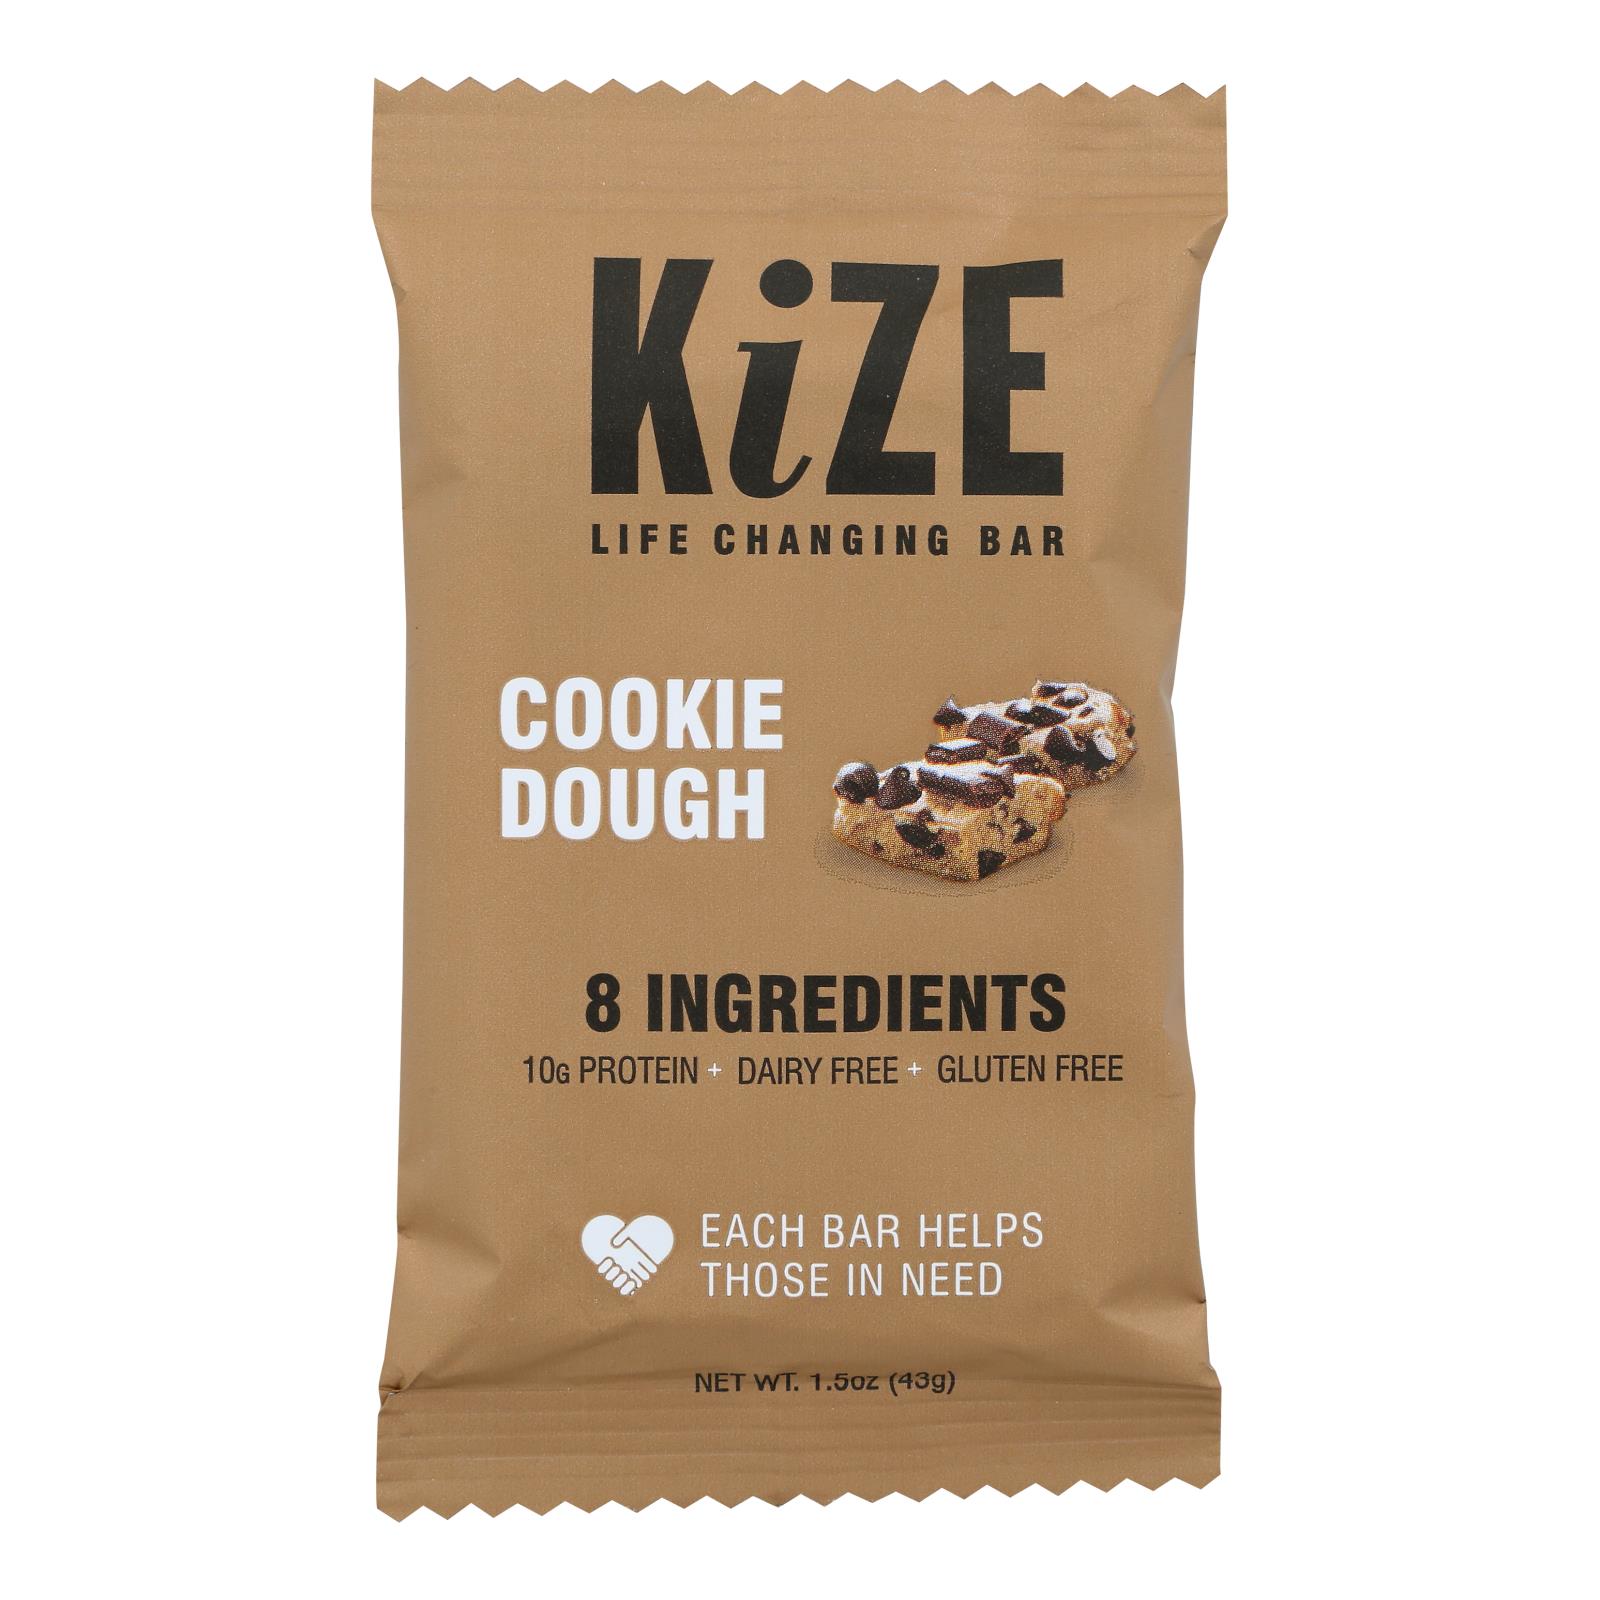 KiZE
LIFE CHANGING BAR
COOKIE
DOUGH
8 INGREDIENTS
10G PROTEIN + DAIRY FREE + GLUTEN FREE
EACH BAR HELPS
THOSE IN NEED
NET WT. 1.5oz (43g)